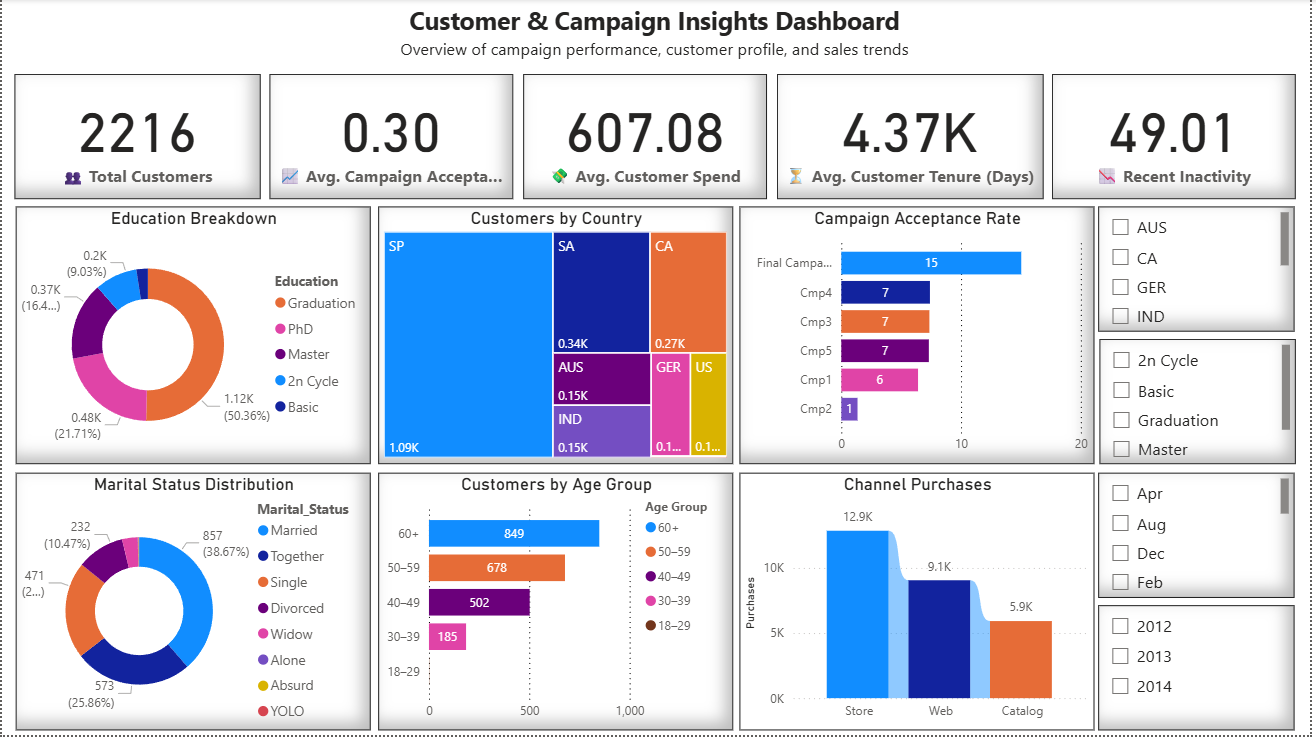 Customer & Campaign Insights Dashboard
Overview of campaign performance, customer profile, and sales trends
2216
Total Customers
0.30
Avg. Campaign Accepta...
607.08
Avg. Customer Spend
4.37K
Avg. Customer Tenure (Days)
49.01
Recent Inactivity
Education Breakdown
0.2K
(9.03%)
0.37K
(16.4...)
0.48K
(21.71%)
1.12K
(50.36%)
Education
Graduation
PhD
Master
2n Cycle
Basic
Customers by Country
SP
1.09K
SA
0.34K
CA
0.27K
AUS
0.15K
IND
0.15K
GER
0.1...
US
0.1...
Campaign Acceptance Rate
Final Campa...
15
Cmp4
7
Cmp3
7
Cmp5
7
Cmp1
6
Cmp2
1
0
10
20
AUS
CA
GER
IND
2n Cycle
Basic
Graduation
Master
Marital Status Distribution
232
(10.47%)
471
(2...)
573
(25.86%)
857
(38.67%)
Marital_Status
Married
Together
Single
Divorced
Widow
Alone
Absurd
YOLO
Customers by Age Group
60+
849
50–59
678
40–49
502
30–39
185
18–29
0
500
1,000
Age Group
60+
50–59
40–49
30–39
18–29
Channel Purchases
Purchases
10K
5K
0K
12.9K
9.1K
5.9K
Store
Web
Catalog
Apr
Aug
Dec
Feb
2012
2013
2014